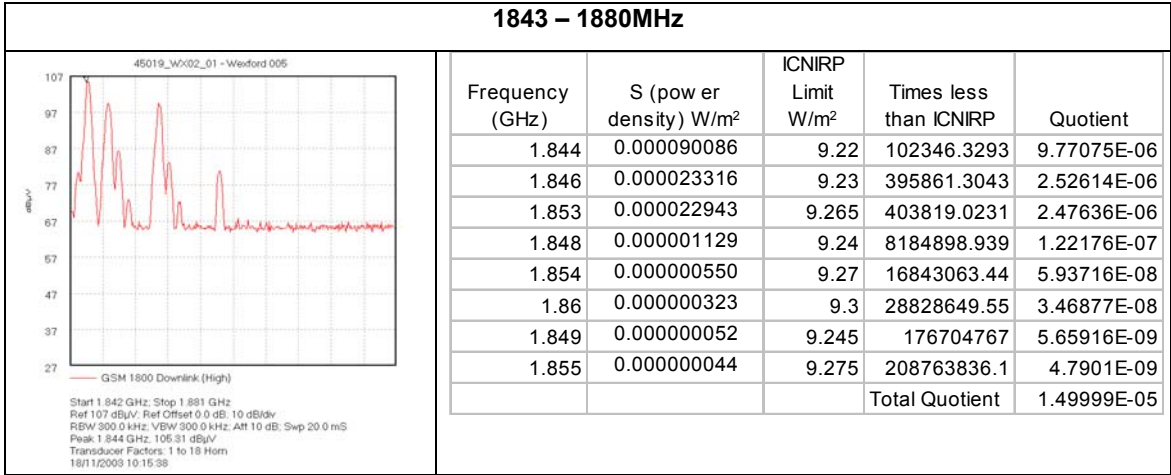 1843 – 1880MHz
45019_WX02_01 - Wexford 005
107
97
87
77
67
57
47
37
27
dBµV
GSM 1800 Downlink (High)
Start 1.842 GHz; Stop 1.881 GHz
Ref 107 dBµV; Ref Offset 0.0 dB; 10 dB/div
RBW 300.0 kHz; VBW 300.0 kHz; Att 10 dB; Swp 20.0 mS
Peak 1.844 GHz, 105.31 dBµV
Transducer Factors: 1 to 18 Horn
18/11/2003 10:15:38
Frequency (GHz) S (pow er density) W/m² ICNIRP Limit W/m² Times less than ICNIRP Quotient
1.844 0.000090086 9.22 102346.3293 9.77075E-06
1.846 0.000023316 9.23 395861.3043 2.52614E-06
1.853 0.000022943 9.265 403819.0231 2.47636E-06
1.848 0.000001129 9.24 8184898.939 1.22176E-07
1.854 0.000000550 9.27 16843063.44 5.93716E-08
1.86 0.000000323 9.3 28828649.55 3.46877E-08
1.849 0.000000052 9.245 176704767 5.65916E-09
1.855 0.000000044 9.275 208763836.1 4.7901E-09
Total Quotient 1.49999E-05